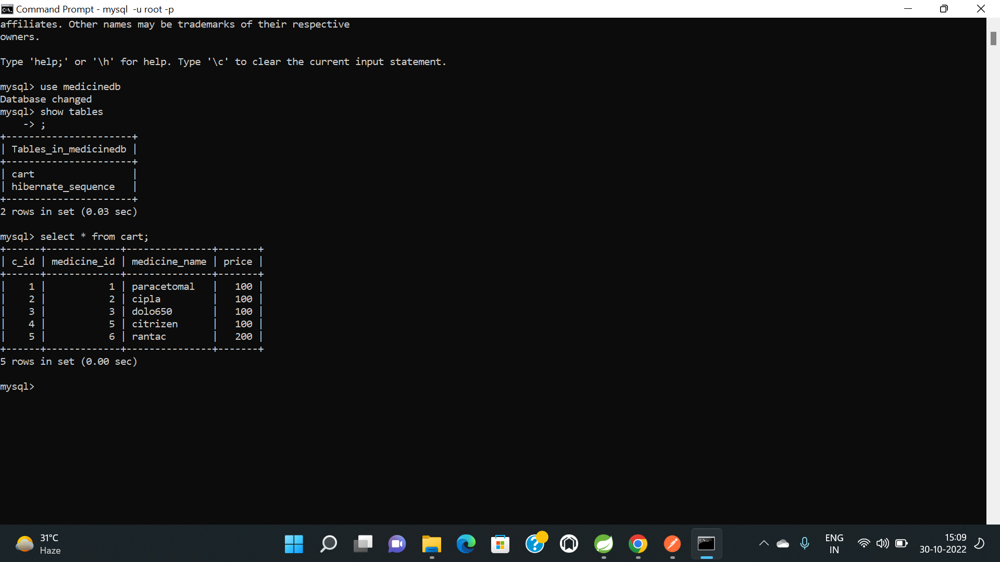 Command Prompt - mysql  -u root -p
affiliates. Other names may be trademarks of their respective
owners.
Type 'help;' or '\h' for help. Type '\c' to clear the current input statement.
mysql> use medicinedb
Database changed
mysql> show tables
    -> ;
+----------------------+
| Tables_in_medicinedb |
+----------------------+
| cart                 |
| hibernate_sequence   |
+----------------------+
2 rows in set (0.03 sec)
mysql> select * from cart;
+------+-------------+---------------+-------+
| c_id | medicine_id | medicine_name | price |
+------+-------------+---------------+-------+
|    1 |           1 | paracetomal   |   100 |
|    2 |           2 | cipla         |   100 |
|    3 |           3 | dolo650       |   100 |
|    4 |           5 | citrizen      |   100 |
|    5 |           6 | rantac        |   200 |
+------+-------------+---------------+-------+
5 rows in set (0.00 sec)
mysql>
31°C
Haze
ENG
IN
15:09
30-10-2022